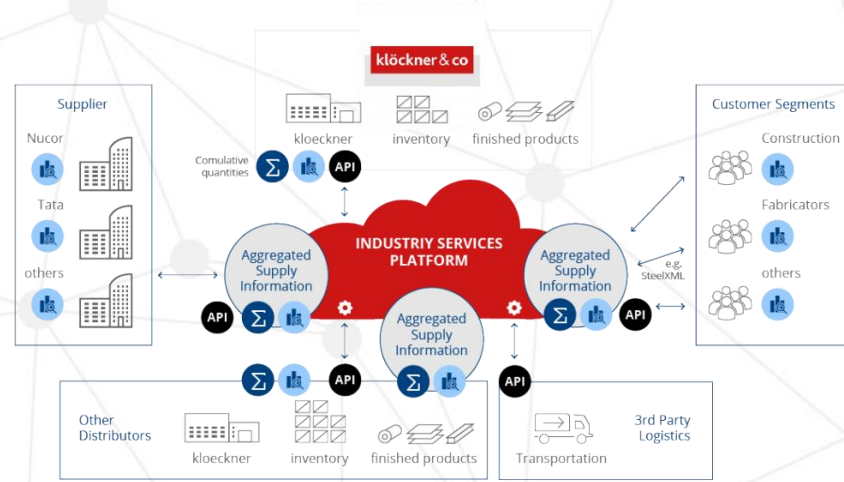 klöckner & co
kloeckner
inventory
finished products
Comulative
quantities
Σ
API
Supplier
Nucor
Tata
others
Customer Segments
Construction
Fabricators
others
INDUSTRIY SERVICES
PLATFORM
Aggregated
Supply
Information
API
Σ
Aggregated
Supply
Information
Σ
Aggregated
Supply
Information
Σ
API
e.g.
SteelXML
Σ
API
API
Other
Distributors
kloeckner
inventory
finished products
Transportation
3rd Party
Logistics